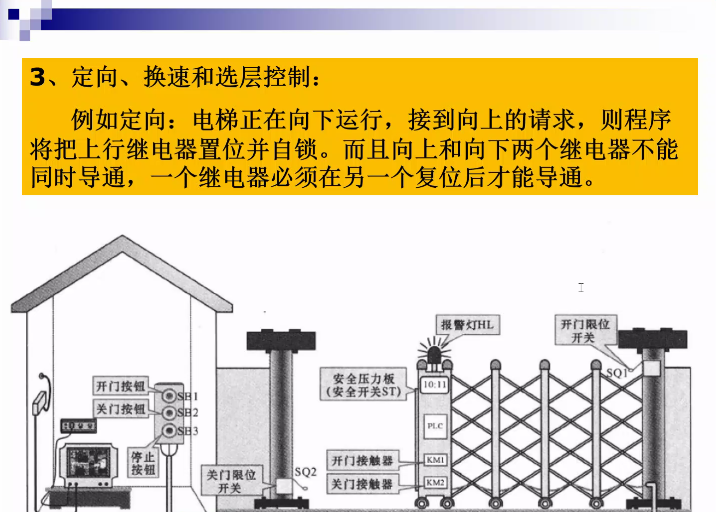 3、定向、换速和选层控制：
例如定向：电梯正在向下运行，接到向上的请求，则程序
将把上行继电器置位并自锁。而且向上和向下两个继电器不能
同时导通，一个继电器必须在另一个复位后才能导通。
报警灯HL
开门限位
开关
SQ1
安全压力板
(安全开关ST)
10:11
开门按钮
SB1
关门按钮
SB2
PLC
SB3
停止
按钮
开门接触器
KM1
关门限位
开关
SQ2
关门接触器
KM2